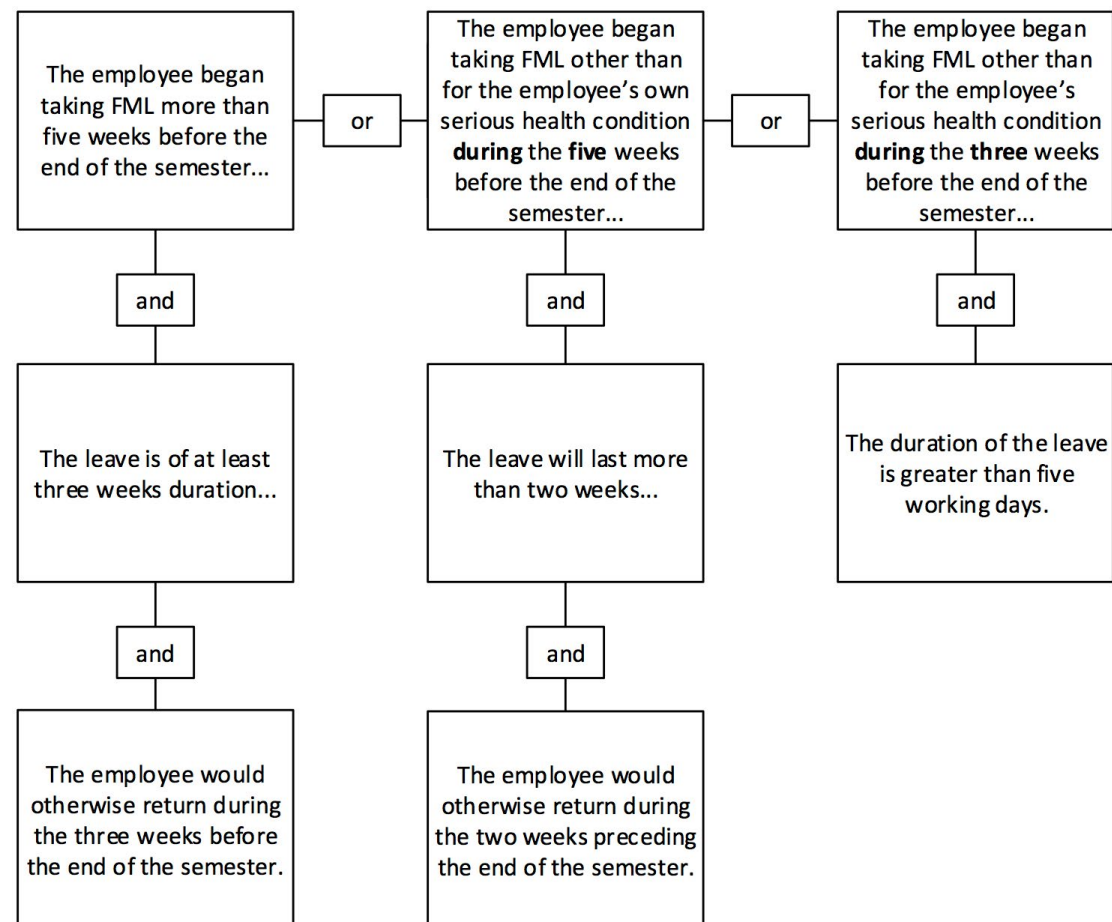 The employee began
taking FML more than
five weeks before the
end of the semester...
or
The employee began
taking FML other than
for the employee’s own
serious health condition
during the five weeks
before the end of the
semester...
or
The employee began
taking FML other than
for the employee’s
serious health condition
during the three weeks
before the end of the
semester...
and
and
and
The leave is of at least
three weeks duration...
The leave will last more
than two weeks...
The duration of the leave
is greater than five
working days.
and
and
The employee would
otherwise return during
the three weeks before
the end of the semester.
The employee would
otherwise return during
the two weeks preceding
the end of the semester.